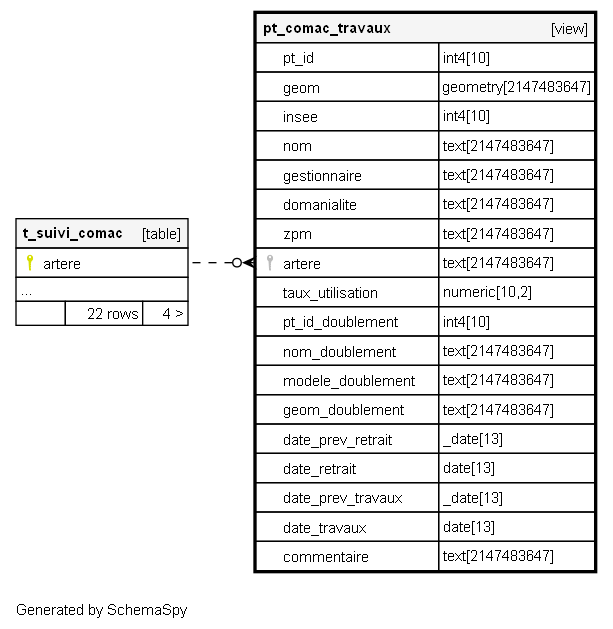 pt_comac_travaux [view]
pt_id int4[10]
geom geometry[2147483647]
insee int4[10]
nom text[2147483647]
gestionnaire text[2147483647]
domanialite text[2147483647]
zpm text[2147483647]
artere text[2147483647]
taux_utilisation numeric[10,2]
pt_id_doublement int4[10]
nom_doublement text[2147483647]
modele_doublement text[2147483647]
geom_doublement text[2147483647]
date_prev_retrait _date[13]
date_retrait date[13]
date_prev_travaux _date[13]
date_travaux date[13]
commentaire text[2147483647]
t_suivi_comac [table]
artere
...
22 rows 4 >
Generated by SchemaSpy